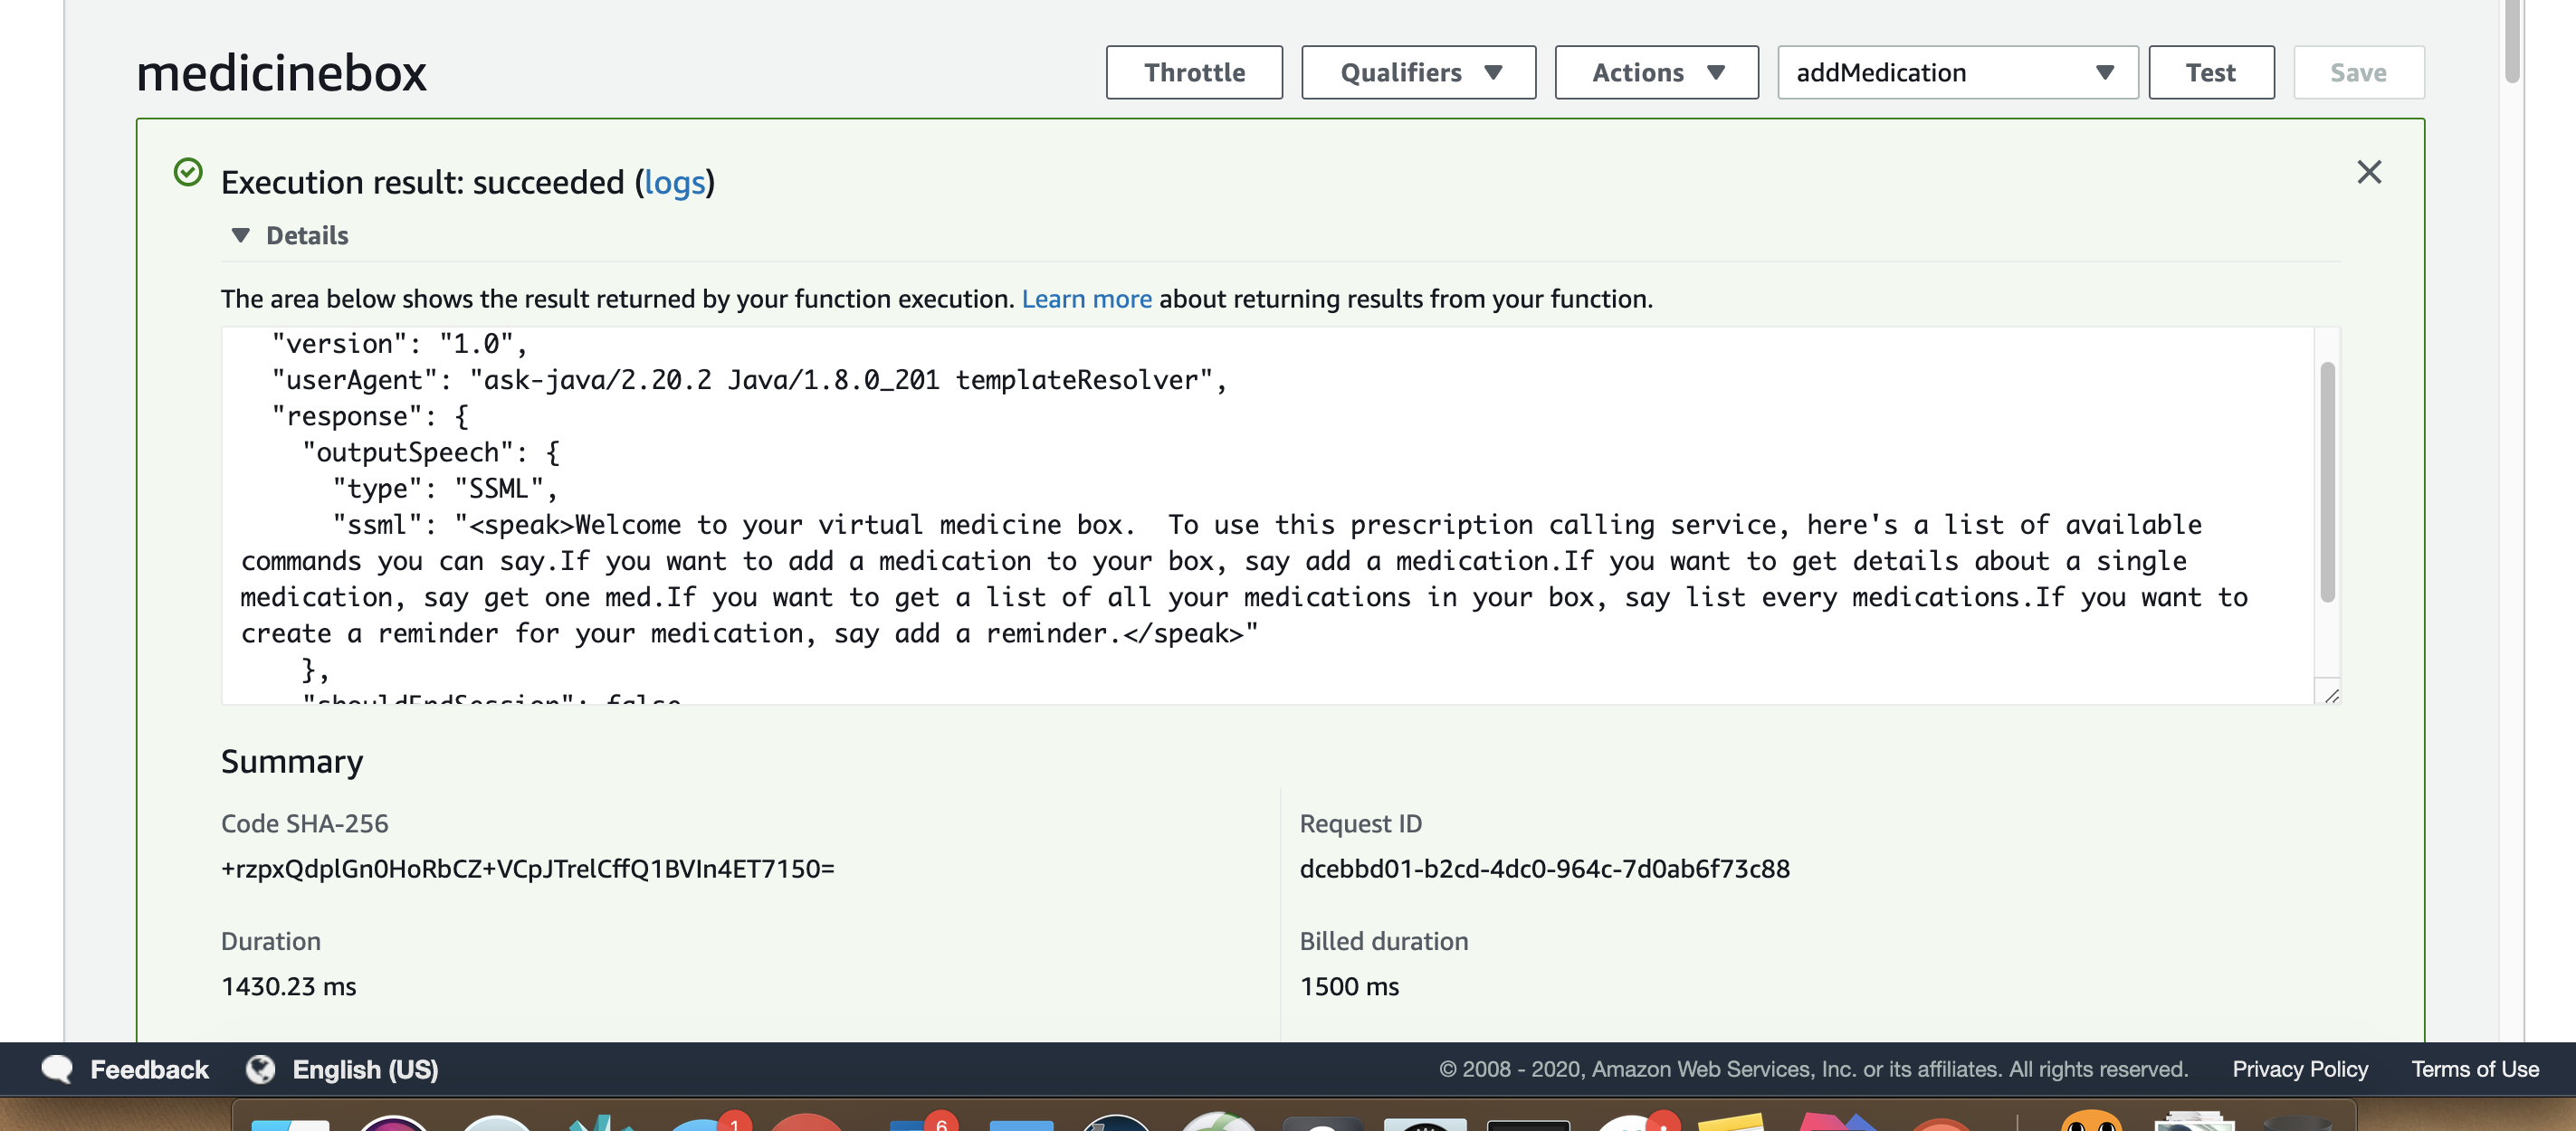 medicinebox
Throttle
Qualifiers
Actions
addMedication
Test
Save
Execution result: succeeded (logs)
Details
The area below shows the result returned by your function execution. Learn more about returning results from your function.
"version": "1.0",
"userAgent": "ask-java/2.20.2 Java/1.8.0_201 templateResolver",
"response": {
"outputSpeech": {
"type": "SSML",
"ssml": "<speak>Welcome to your virtual medicine box.  To use this prescription calling service, here's a list of available
commands you can say.If you want to add a medication to your box, say add a medication.If you want to get details about a single
medication, say get one med.If you want to get a list of all your medications in your box, say list every medications.If you want to
create a reminder for your medication, say add a reminder.</speak>"
},
"shouldEndSession": false
Summary
Code SHA-256
+rzpxQdplGn0HoRbCZ+VCpJTrelCffQ1BVIn4ET7150=
Request ID
dcebbd01-b2cd-4dc0-964c-7d0ab6f73c88
Duration
1430.23 ms
Billed duration
1500 ms
Feedback
English (US)
© 2008 - 2020, Amazon Web Services, Inc. or its affiliates. All rights reserved.
Privacy Policy
Terms of Use
1
6